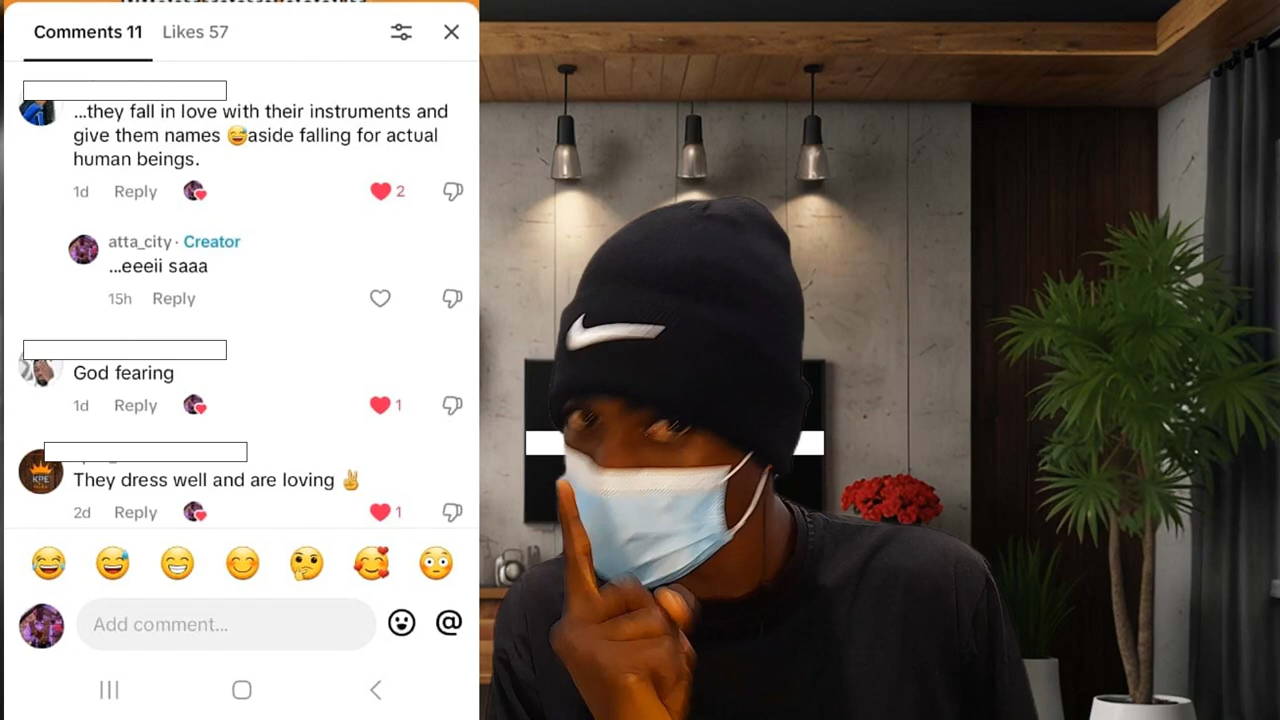 Comments 11
Likes 57
...they fall in love with their instruments and
give them names 😅aside falling for actual
human beings.
1d Reply
2
atta_city · Creator
...eeeii saaa
15h Reply
God fearing
1d Reply
1
They dress well and are loving ✌
2d Reply
1
KPE
Add comment...
@